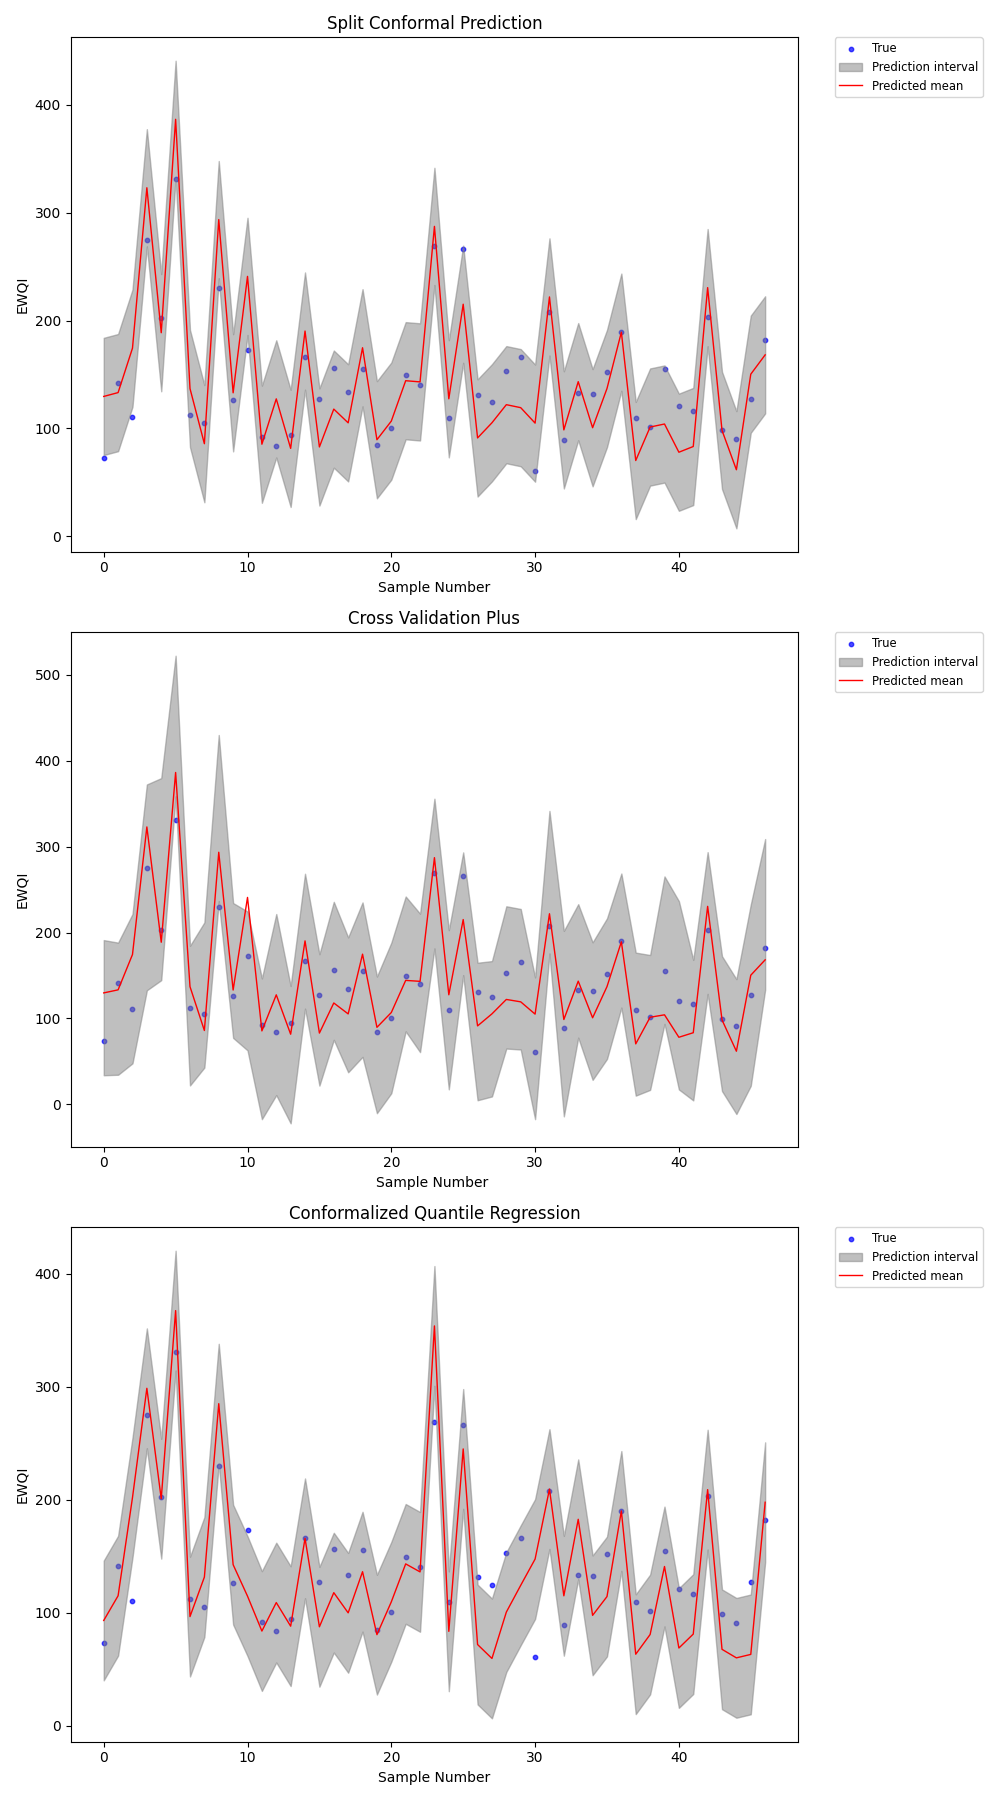 Split Conformal Prediction
True
Prediction interval
Predicted mean
400
300
200
100
0
EWQI
0 10 20 30 40
Sample Number
Cross Validation Plus
True
Prediction interval
Predicted mean
500
400
300
200
100
0
EWQI
0 10 20 30 40
Sample Number
Conformalized Quantile Regression
True
Prediction interval
Predicted mean
400
300
200
100
0
EWQI
0 10 20 30 40
Sample Number